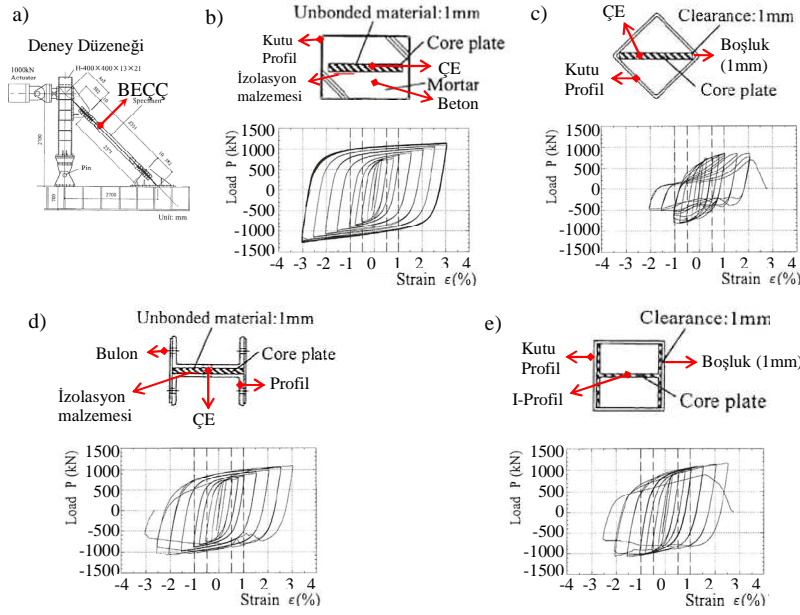 a)
Deney Düzeneği
1000kN
Actuator
H-400×400×13×21
BECÇ
Specimen
2700
2700
700
Pin
Unit: mm
b)
Unbonded material:1mm
Kutu
Profil
Core plate
ÇE
İzolasyon
malzemesi
Mortar
Beton
Load P (kN)
1500
1000
500
0
-500
-1000
-1500
-4 -3 -2 -1 0 1 2 3 4
Strain ε(%)
c)
ÇE
Clearance:1mm
Boşluk
(1mm)
Kutu
Profil
Core plate
Load P (kN)
1500
1000
500
0
-500
-1000
-1500
-4 -3 -2 -1 0 1 2 3 4
Strain ε(%)
d)
Unbonded material:1mm
Bulon
Core plate
İzolasyon
malzemesi
Profil
ÇE
Load P (kN)
1500
1000
500
0
-500
-1000
-1500
-4 -3 -2 -1 0 1 2 3 4
Strain ε(%)
e)
Clearance:1mm
Kutu
Profil
Boşluk (1mm)
I-Profil
Core plate
Load P (kN)
1500
1000
500
0
-500
-1000
-1500
-4 -3 -2 -1 0 1 2 3 4
Strain ε(%)